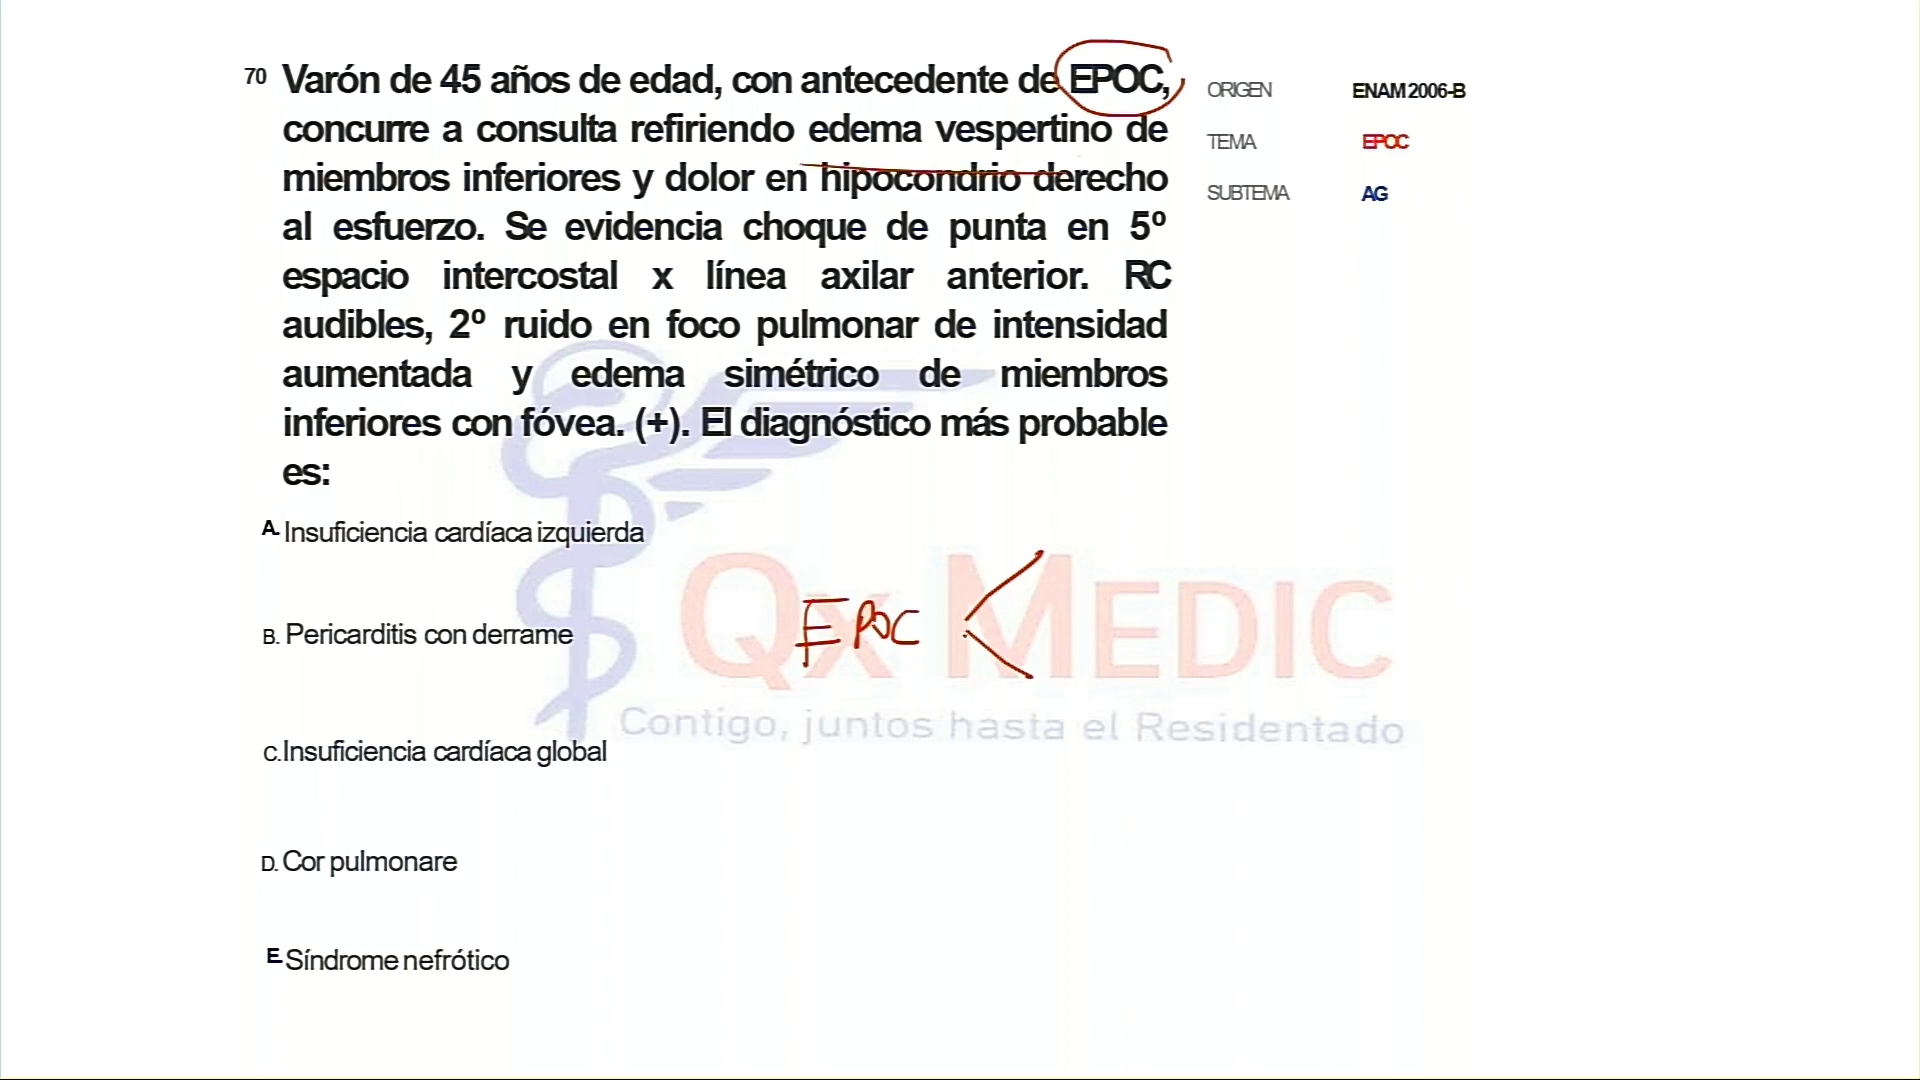 70 Varón de 45 años de edad, con antecedente de EPOC,
concurre a consulta refiriendo edema vespertino de
miembros inferiores y dolor en hipocondrio derecho
al esfuerzo. Se evidencia choque de punta en 5º
espacio intercostal x línea axilar anterior. RC
audibles, 2º ruido en foco pulmonar de intensidad
aumentada y edema simétrico de miembros
inferiores con fóvea. (+). El diagnóstico más probable
es:
ORIGEN ENAM 2006-B
TEMA EPOC
SUBTEMA AG
A. Insuficiencia cardíaca izquierda
B. Pericarditis con derrame
C. Insuficiencia cardíaca global
D. Cor pulmonare
E. Síndrome nefrótico
EPOC
Qx MEDIC
Contigo, juntos hasta el Residentado